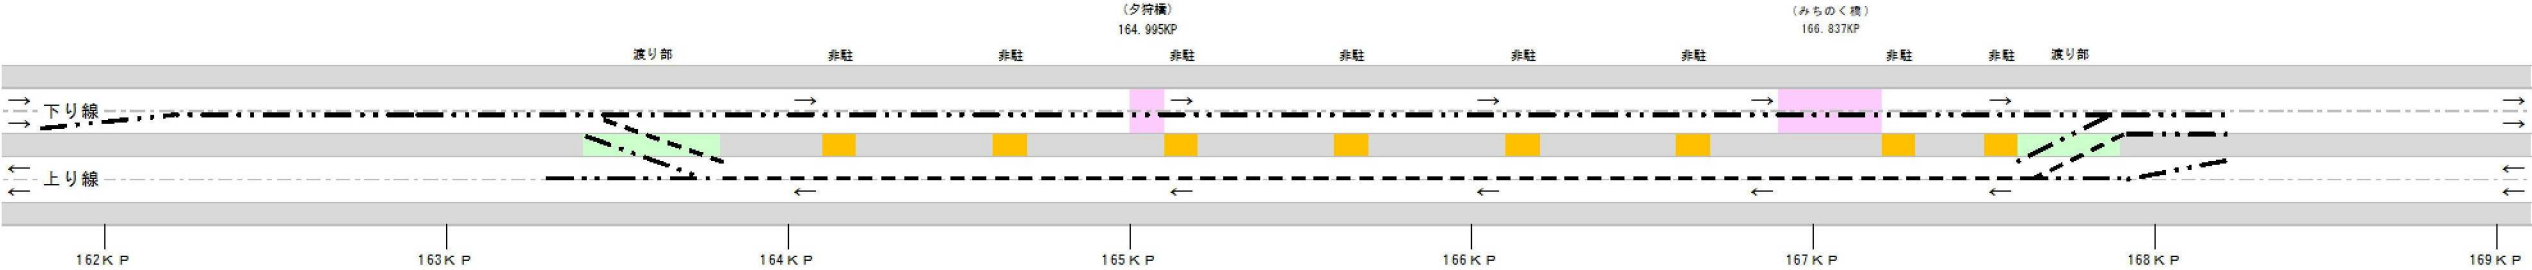 (夕狩橋)
164.995KP
(みちのく橋)
166.837KP
渡り部
非駐
非駐
非駐
非駐
非駐
非駐
非駐
非駐
渡り部
→
→
→
→
→
→
→
下り線
→
→
←
←
上り線
←
←
←
←
←
←
←
162KP
163KP
164KP
165KP
166KP
167KP
168KP
169KP